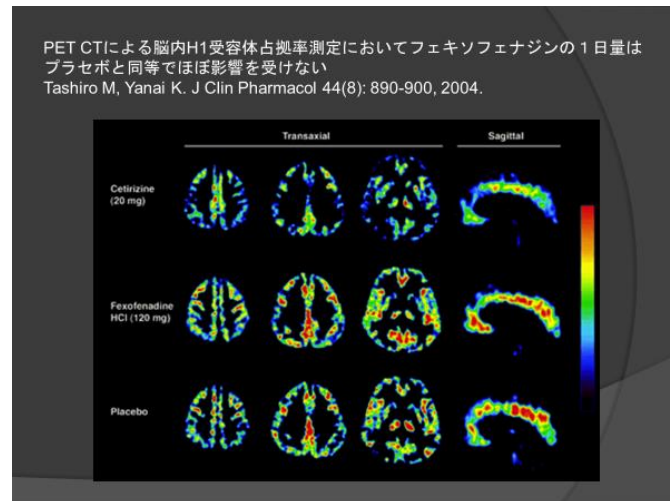 PET CTによる脳内H1受容体占拠率測定においてフェキソフェナジンの１日量は
プラセボと同等でほぼ影響を受けない
Tashiro M, Yanai K. J Clin Pharmacol 44(8): 890-900, 2004.
Transaxial
Sagittal
Cetirizine
(20 mg)
Fexofenadine
HCl (120 mg)
Placebo